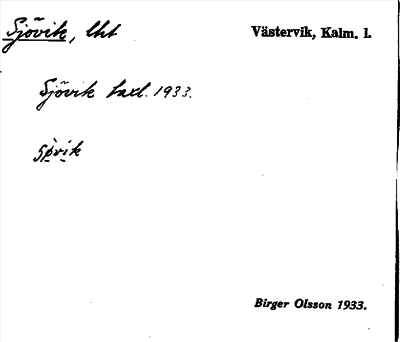 Sjövik, lht Västervik, Kalm. l.
Sjövik taxl. 1933.
Birger Olsson 1933.